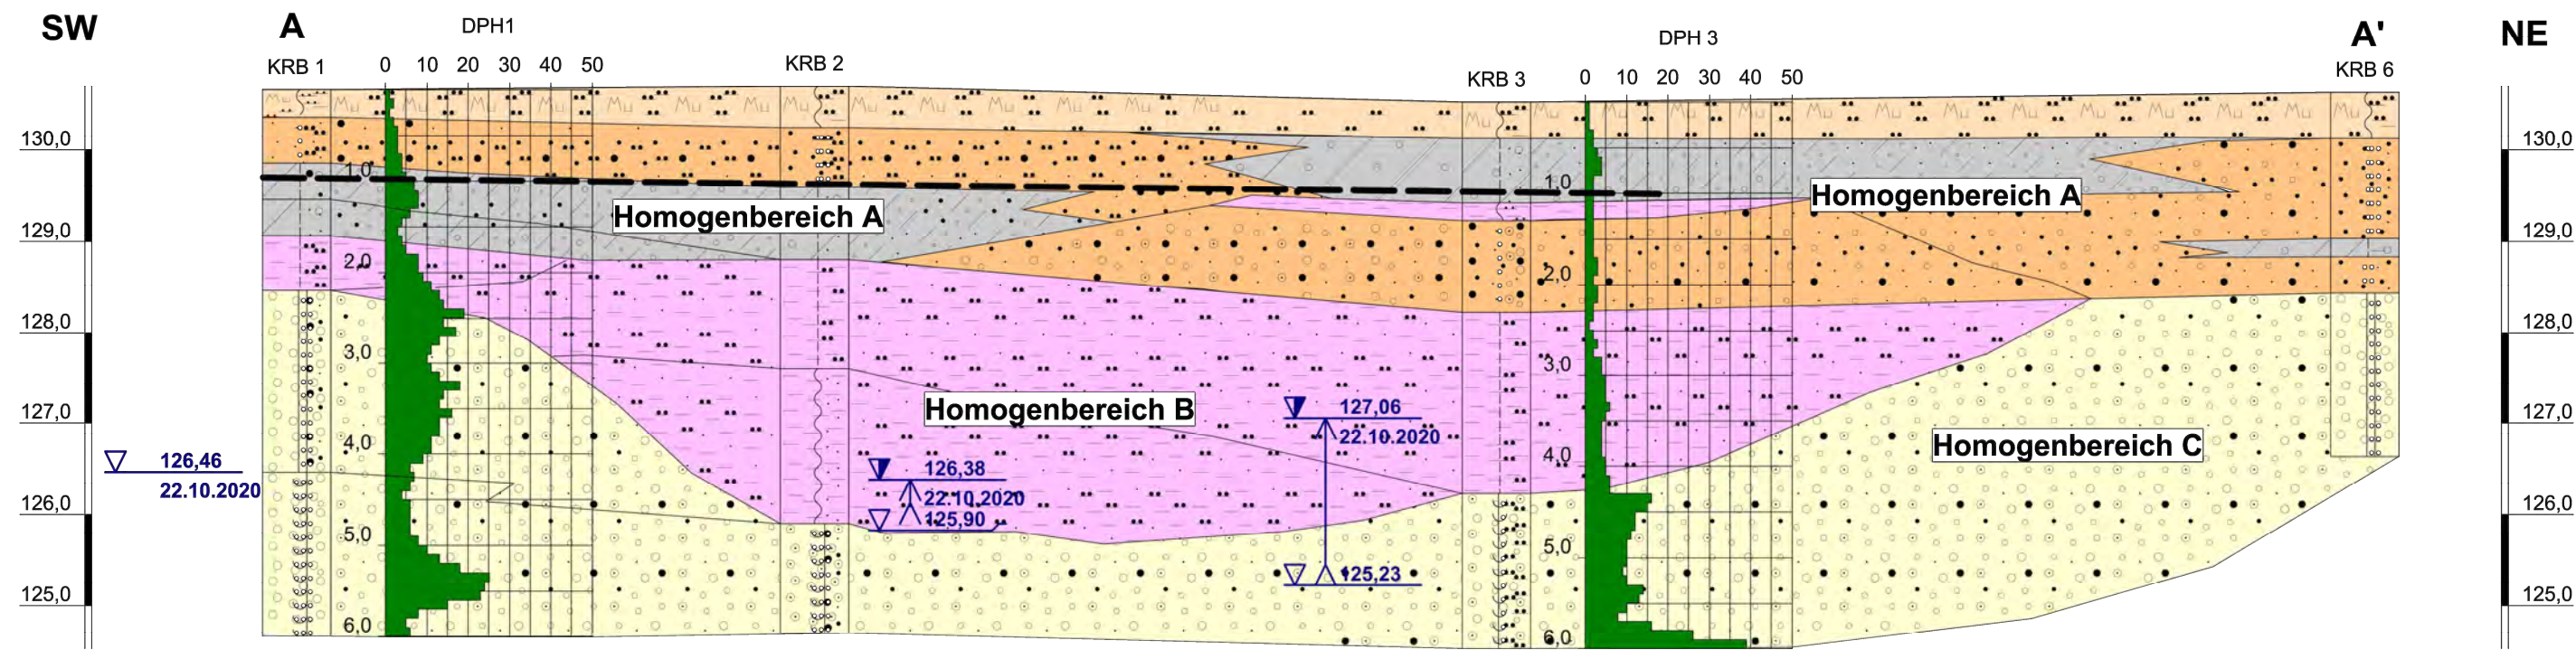 SW
A
DPH1
DPH 3
A'
NE
KRB 1
0 10 20 30 40 50
KRB 2
KRB 3
0 10 20 30 40 50
KRB 6
130,0
129,0
128,0
127,0
126,0
125,0
126,46
22.10.2020
1,0
2,0
3,0
4,0
5,0
6,0
Homogenbereich A
Homogenbereich B
126,38
22.10.2020
125,90
127,06
22.10.2020
125,23
1,0
2,0
3,0
4,0
5,0
6,0
Homogenbereich A
Homogenbereich C
130,0
129,0
128,0
127,0
126,0
125,0